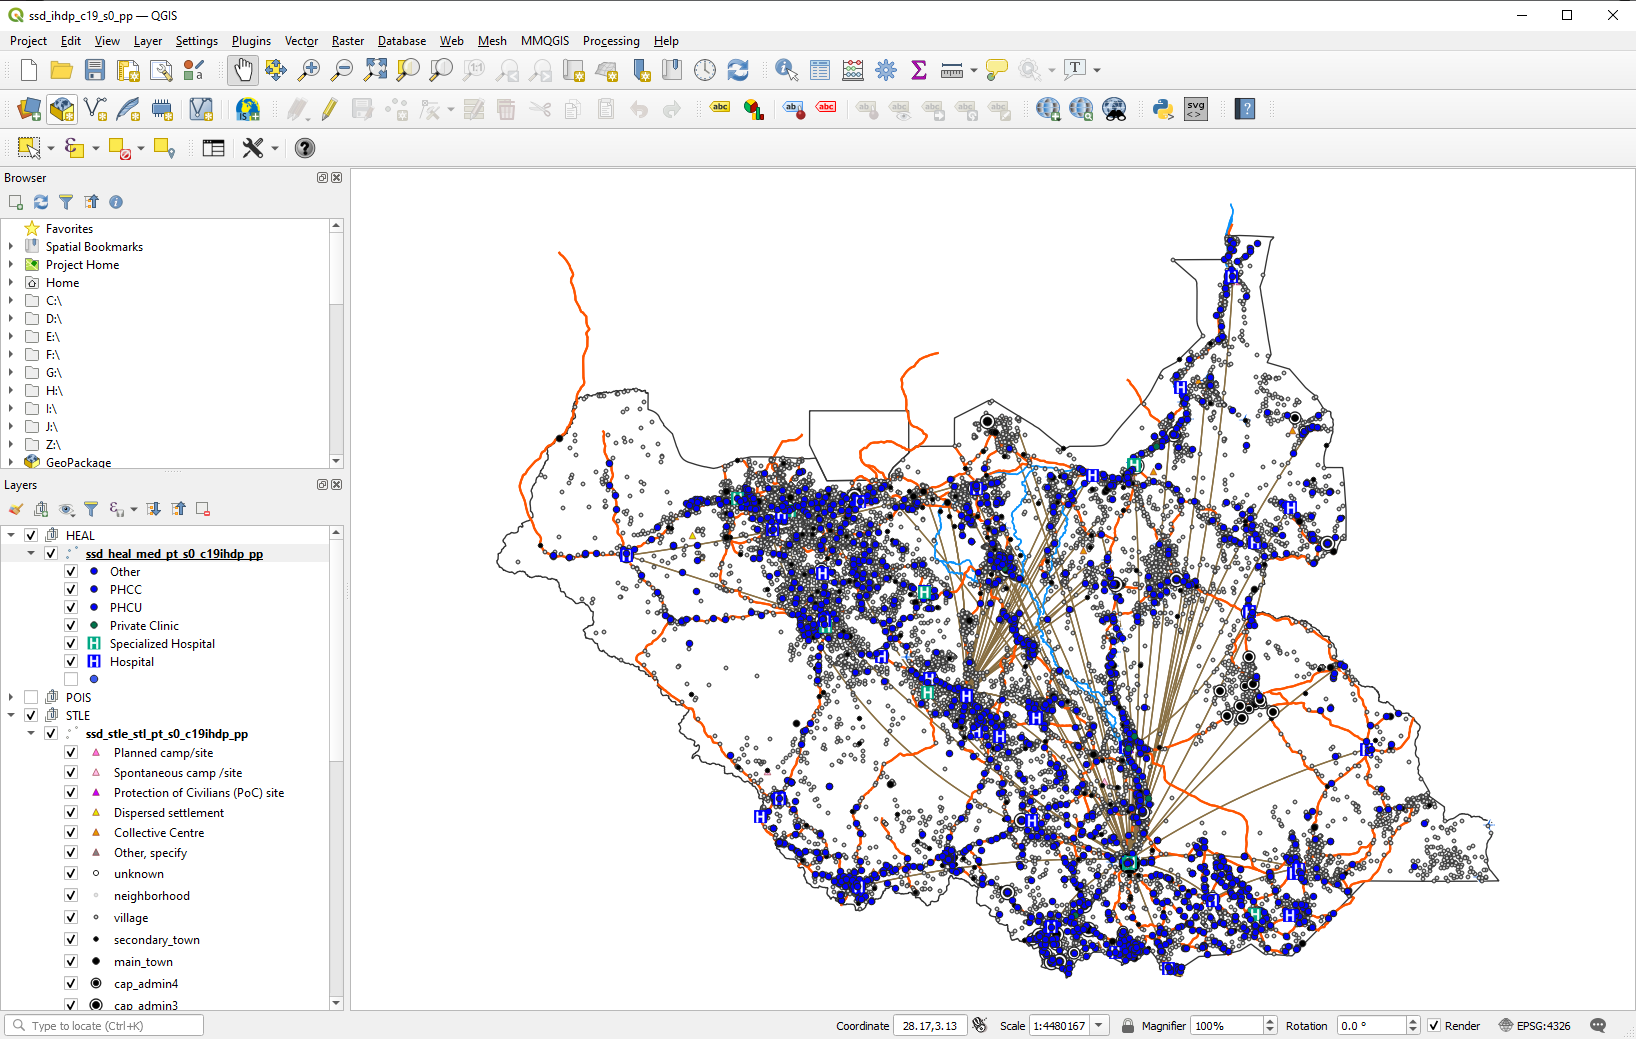 ssd_ihdp_c19_s0_pp — QGIS
Project Edit View Layer Settings Plugins Vector Raster Database Web Mesh MMQGIS Processing Help
Browser
Favorites
Spatial Bookmarks
Project Home
Home
C:\
D:\
E:\
F:\
G:\
H:\
I:\
J:\
Z:\
GeoPackage
Layers
HEAL
ssd_heal_med_pt_s0_c19ihdp_pp
Other
PHCC
PHCU
Private Clinic
H Specialized Hospital
H Hospital
POIS
STLE
ssd_stle_stl_pt_s0_c19ihdp_pp
Planned camp/site
Spontaneous camp /site
Protection of Civilians (PoC) site
Dispersed settlement
Collective Centre
Other, specify
unknown
neighborhood
village
secondary_town
main_town
cap_admin4
cap_admin3
Type to locate (Ctrl+K)
Coordinate 28.17,3.13 Scale 1:4480167 Magnifier 100% Rotation 0.0 ° Render EPSG:4326